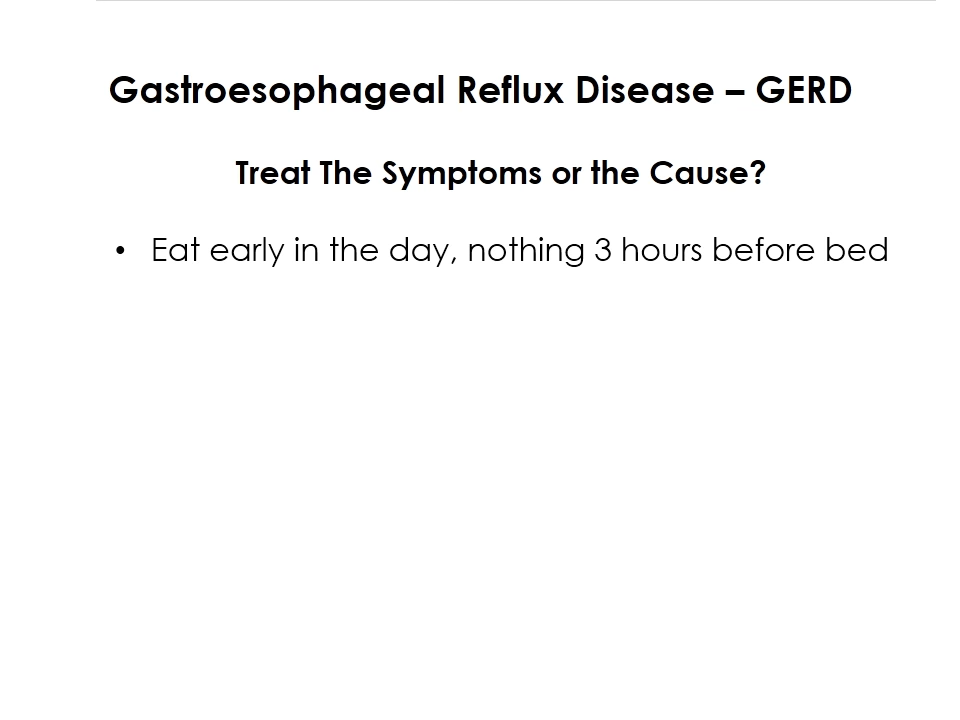 Gastroesophageal Reflux Disease – GERD
Treat The Symptoms or the Cause?
• Eat early in the day, nothing 3 hours before bed